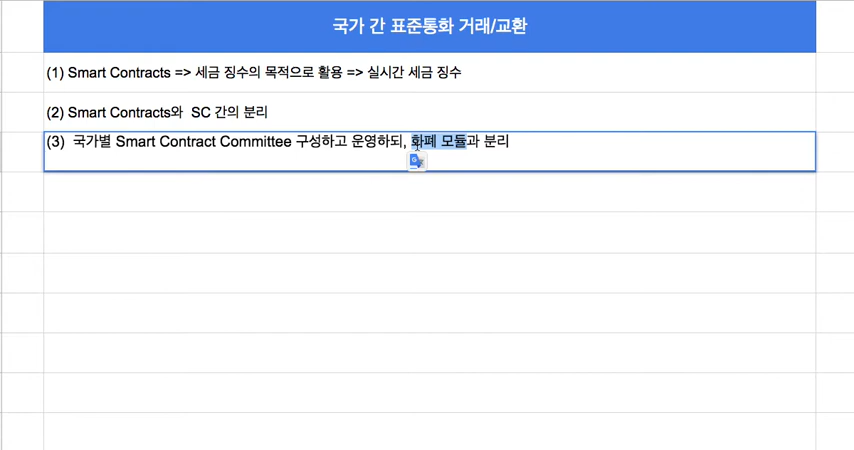 국가 간 표준통화 거래/교환
(1) Smart Contracts => 세금 징수의 목적으로 활용 => 실시간 세금 징수
(2) Smart Contracts와 SC 간의 분리
(3) 국가별 Smart Contract Committee 구성하고 운영하되, 화폐 모듈과 분리